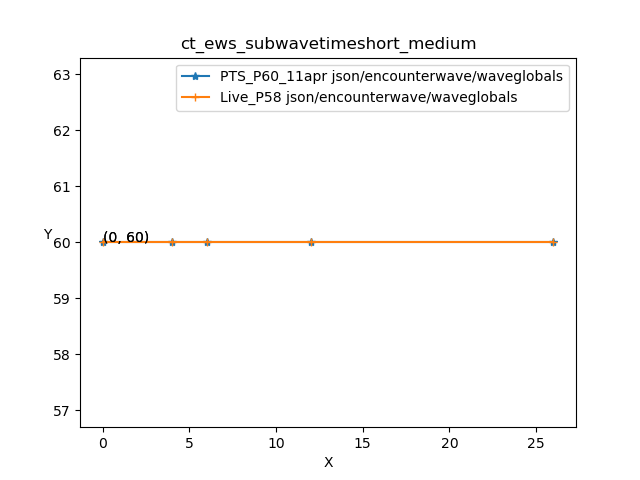 ct_ews_subwavetimeshort_medium
PTS_P60_11apr json/encounterwave/waveglobals
Live_P58 json/encounterwave/waveglobals
63
62
61
60
59
58
57
Y
(0, 60)
0 5 10 15 20 25
X